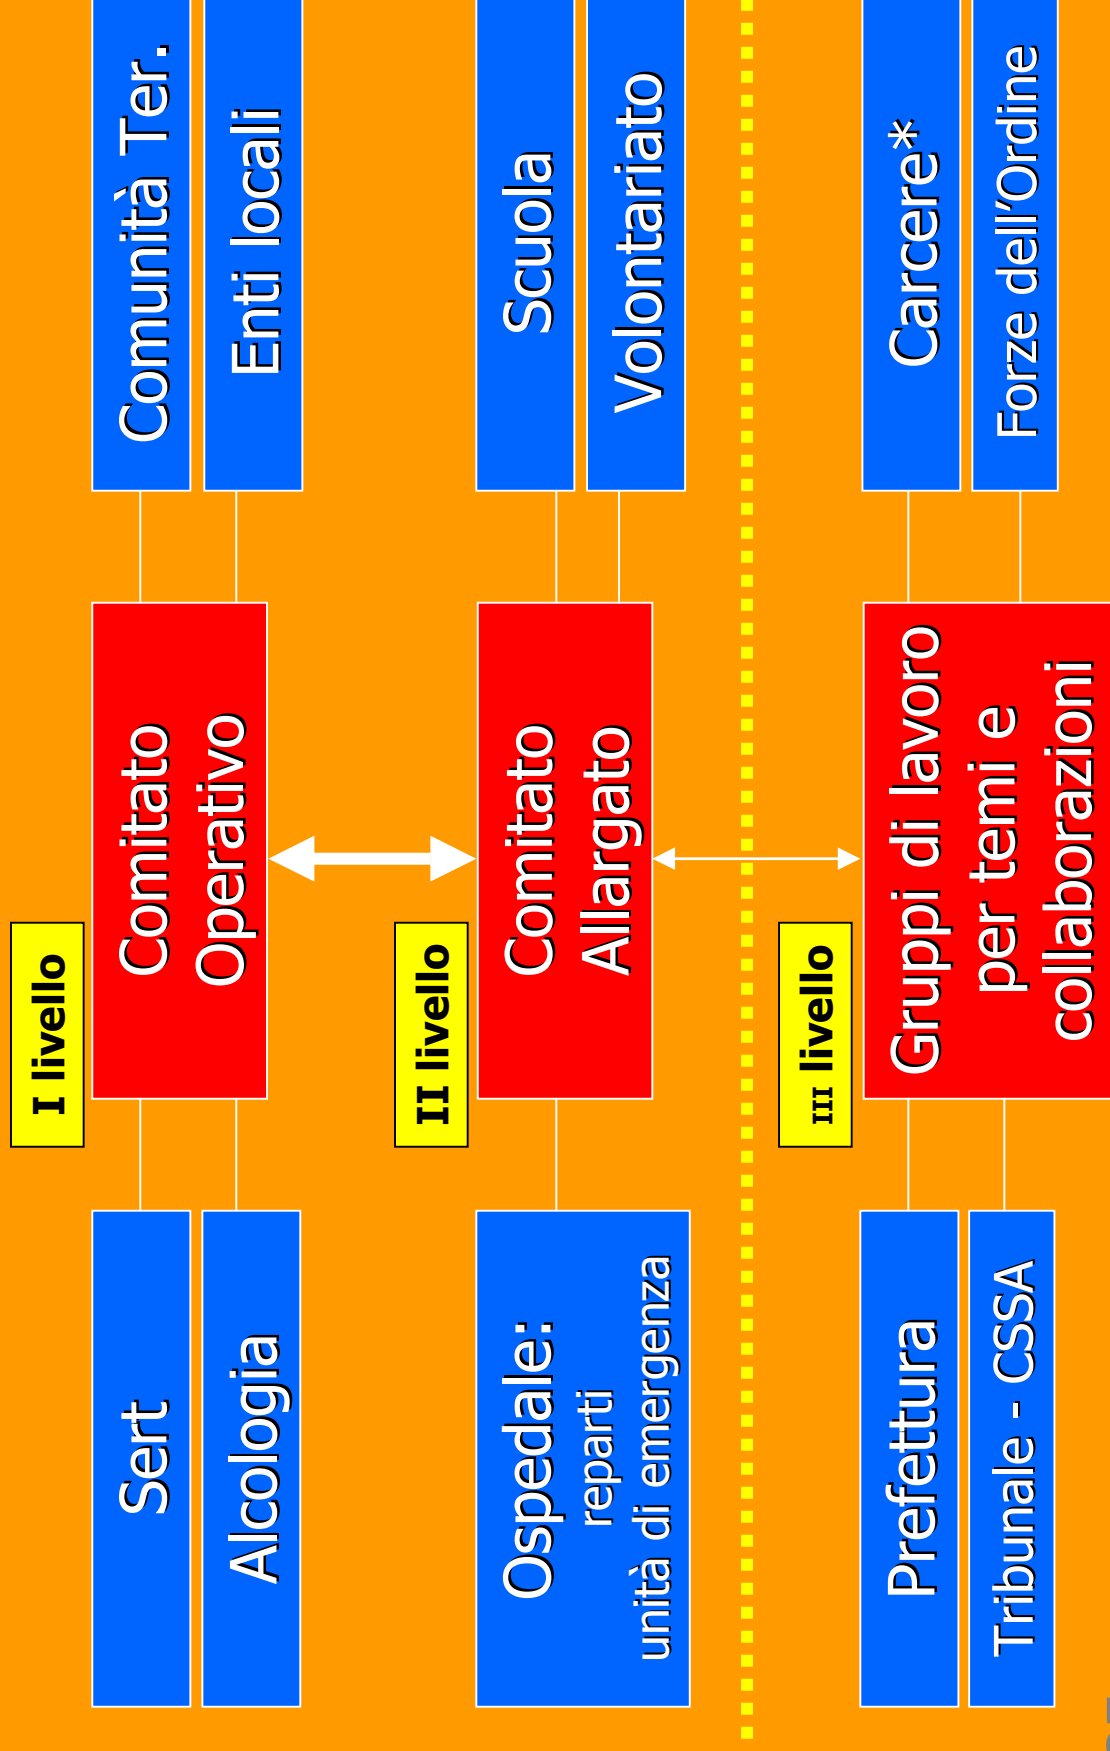 I livello
Sert
Comitato
Operativo
Comunità Ter.
Alcologia
Enti locali
II livello
Ospedale:
reparti
unità di emergenza
Comitato
Allargato
Scuola
Volontariato
III livello
Prefettura
Gruppi di lavoro
per temi e
collaborazioni
Carcere*
Tribunale - CSSA
Forze dell’Ordine